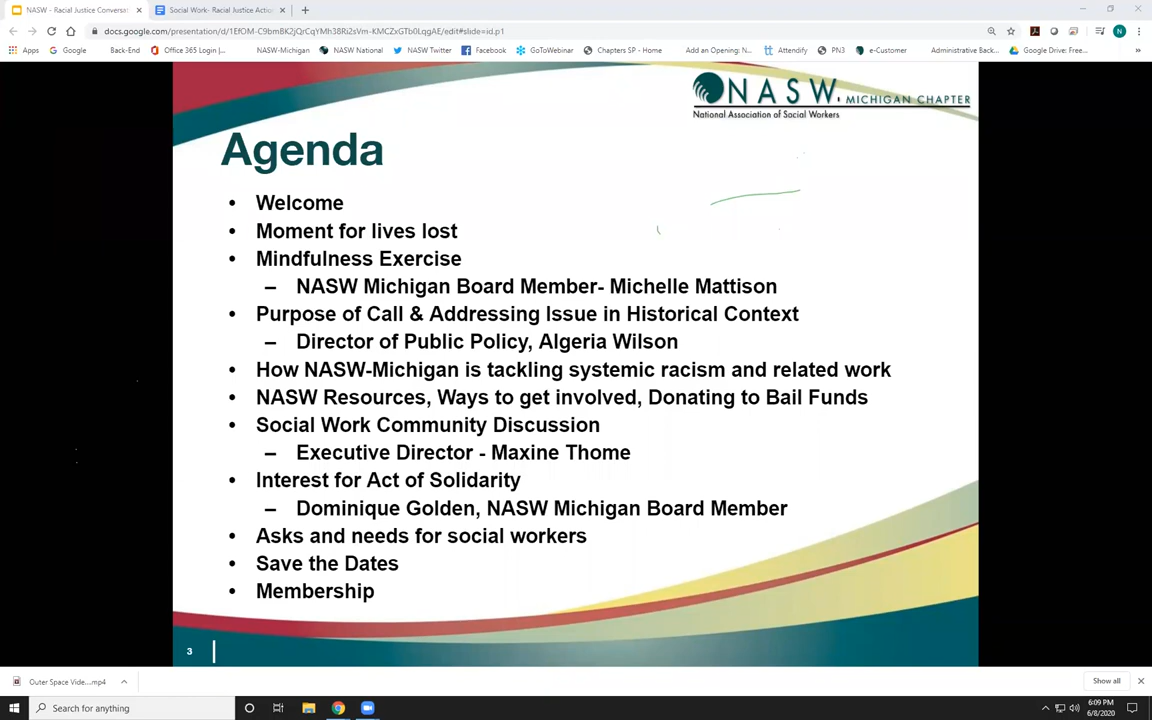 NASW - Racial Justice Conversat
Social Work- Racial Justice Actio
docs.google.com/presentation/d/1EfOM-C9bmBK2jQrCqYMh38Ri2sVm-KMCZxGTb0LqgAE/edit#slide=id.p1
N
Apps Google Back-End Office 365 Login |... NASW-Michigan NASW National NASW Twitter Facebook GoToWebinar Chapters SP - Home Add an Opening: N... Attendify PN3 e-Customer Administrative Back... Google Drive: Free... »
NASW MICHIGAN CHAPTER
National Association of Social Workers
Agenda
• Welcome
• Moment for lives lost
• Mindfulness Exercise
– NASW Michigan Board Member- Michelle Mattison
• Purpose of Call & Addressing Issue in Historical Context
– Director of Public Policy, Algeria Wilson
• How NASW-Michigan is tackling systemic racism and related work
• NASW Resources, Ways to get involved, Donating to Bail Funds
• Social Work Community Discussion
– Executive Director - Maxine Thome
• Interest for Act of Solidarity
– Dominique Golden, NASW Michigan Board Member
• Asks and needs for social workers
• Save the Dates
• Membership
3
Outer Space Vide....mp4
Show all
Search for anything
6:09 PM
6/8/2020